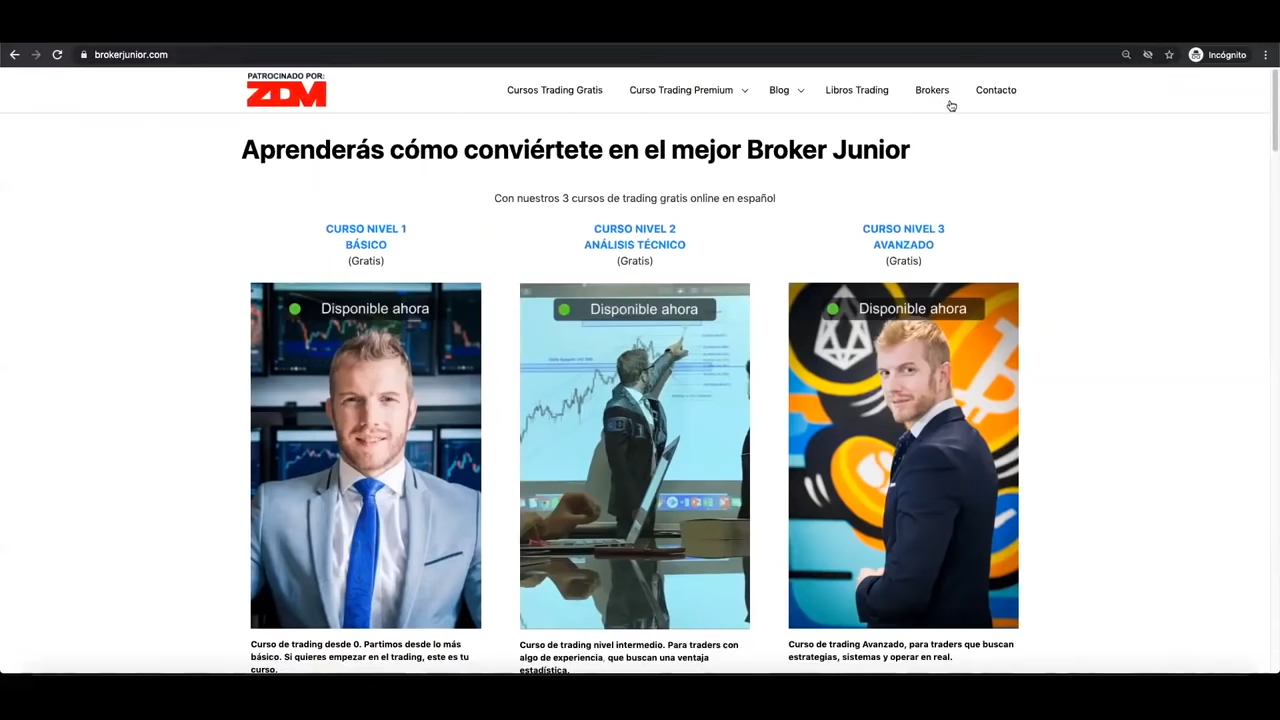 brokerjunior.com
Incógnito
PATROCINADO POR:
ZDM
Cursos Trading Gratis
Curso Trading Premium
Blog
Libros Trading
Brokers
Contacto
Aprenderás cómo conviértete en el mejor Broker Junior
Con nuestros 3 cursos de trading gratis online en español
CURSO NIVEL 1
BÁSICO
(Gratis)
Disponible ahora
Curso de trading desde 0. Partimos desde lo más
básico. Si quieres empezar en el trading, este es tu
curso.
CURSO NIVEL 2
ANÁLISIS TÉCNICO
(Gratis)
Disponible ahora
Curso de trading nivel intermedio. Para traders con
algo de experiencia, que buscan una ventaja
estadística.
CURSO NIVEL 3
AVANZADO
(Gratis)
Disponible ahora
Curso de trading Avanzado, para traders que buscan
estrategias, sistemas y operar en real.